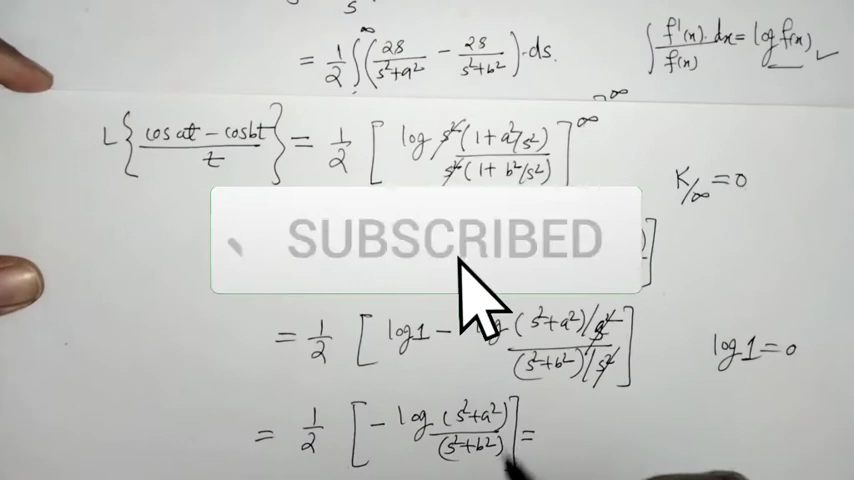 s
= 1/2 ∫^∞ (2s/(s²+a²) − 2s/(s²+b²))·ds.
∫ f'(x).dx/f(x) = log f(x) ✓
L{(cos at − cos bt)/t} = 1/2 [log s²(1+a²/s²)/s²(1+b²/s²)]^∞
K/∞ = 0
SUBSCRIBED
= 1/2 [log1 − log (s²+a²)/s²/(s²+b²)/s²]
log 1 = 0
= 1/2 [− log (s²+a²)/(s²+b²)] =